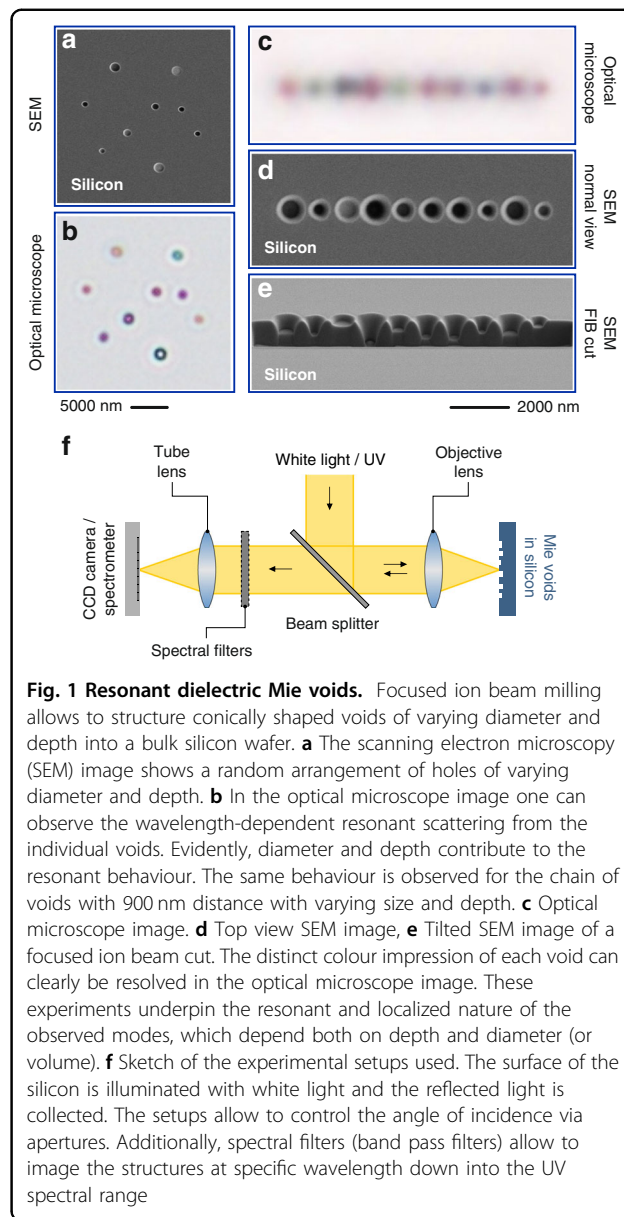 a
SEM
Silicon
b
Optical microscope
5000 nm
c
Optical
microscope
d
SEM
normal view
Silicon
e
SEM
FIB cut
Silicon
2000 nm
f
Tube
lens
White light / UV
Objective
lens
CCD camera /
spectrometer
Mie voids
in silicon
Beam splitter
Spectral filters
Fig. 1 Resonant dielectric Mie voids. Focused ion beam milling
allows to structure conically shaped voids of varying diameter and
depth into a bulk silicon wafer. a The scanning electron microscopy
(SEM) image shows a random arrangement of holes of varying
diameter and depth. b In the optical microscope image one can
observe the wavelength-dependent resonant scattering from the
individual voids. Evidently, diameter and depth contribute to the
resonant behaviour. The same behaviour is observed for the chain of
voids with 900 nm distance with varying size and depth. c Optical
microscope image. d Top view SEM image, e Tilted SEM image of a
focused ion beam cut. The distinct colour impression of each void can
clearly be resolved in the optical microscope image. These
experiments underpin the resonant and localized nature of the
observed modes, which depend both on depth and diameter (or
volume). f Sketch of the experimental setups used. The surface of the
silicon is illuminated with white light and the reflected light is
collected. The setups allow to control the angle of incidence via
apertures. Additionally, spectral filters (band pass filters) allow to
image the structures at specific wavelength down into the UV
spectral range